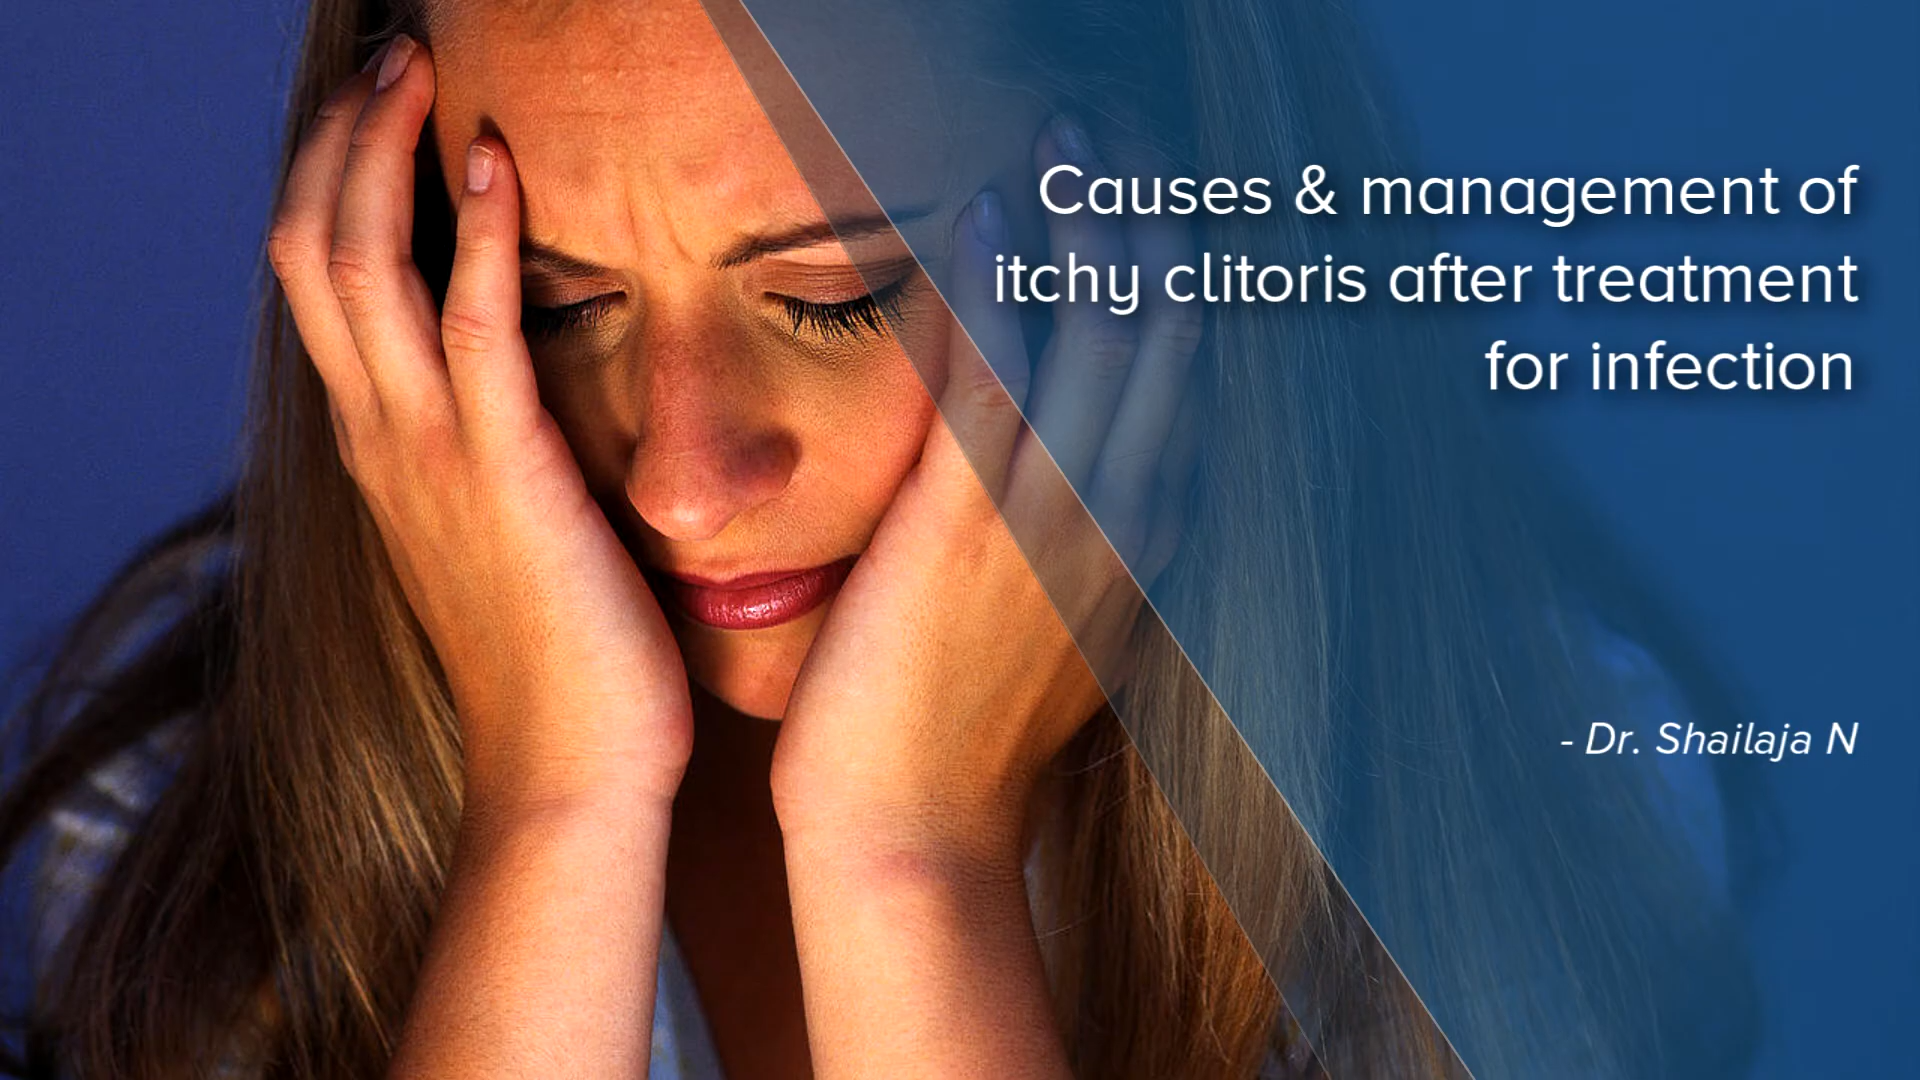 Causes & management of
itchy clitoris after treatment
for infection
- Dr. Shailaja N